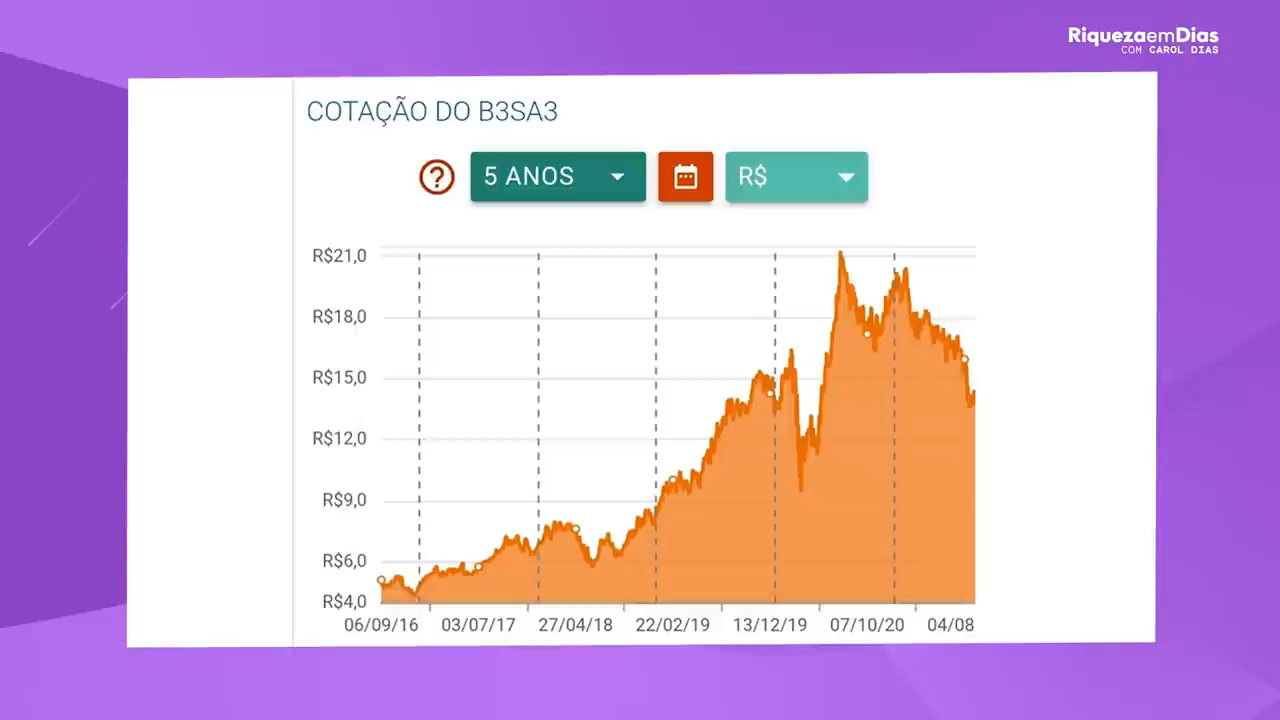 RiquezaemDias
COM CAROL DIAS
COTAÇÃO DO B3SA3
? 5 ANOS R$
R$21,0
R$18,0
R$15,0
R$12,0
R$9,0
R$6,0
R$4,0
06/09/16 03/07/17 27/04/18 22/02/19 13/12/19 07/10/20 04/08